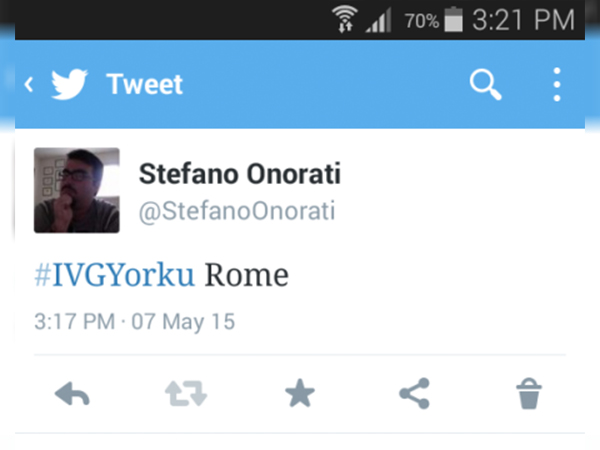 70% 3:21 PM
Tweet
Stefano Onorati
@StefanoOnorati
#IVGYorku Rome
3:17 PM · 07 May 15